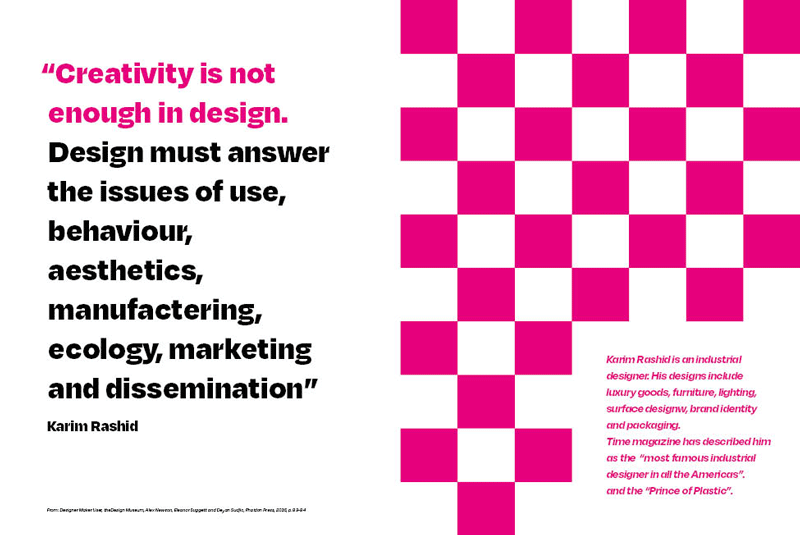 “Creativity is not
enough in design.
Design must answer
the issues of use,
behaviour,
aesthetics,
manufactering,
ecology, marketing
and dissemination”
Karim Rashid
From: Designer Maker User, the Design Museum, Alex Newson, Eleanor Suggett and Deyan Sudjic, Phaidon Press, 2016, p.
Karim Rashid is an industrial
designer. His designs include
luxury goods, furniture, lighting,
surface designw, brand identity
and packaging.
Time magazine has described him
as the “most famous industrial
designer in all the Americas”.
and the “Prince of Plastic”.